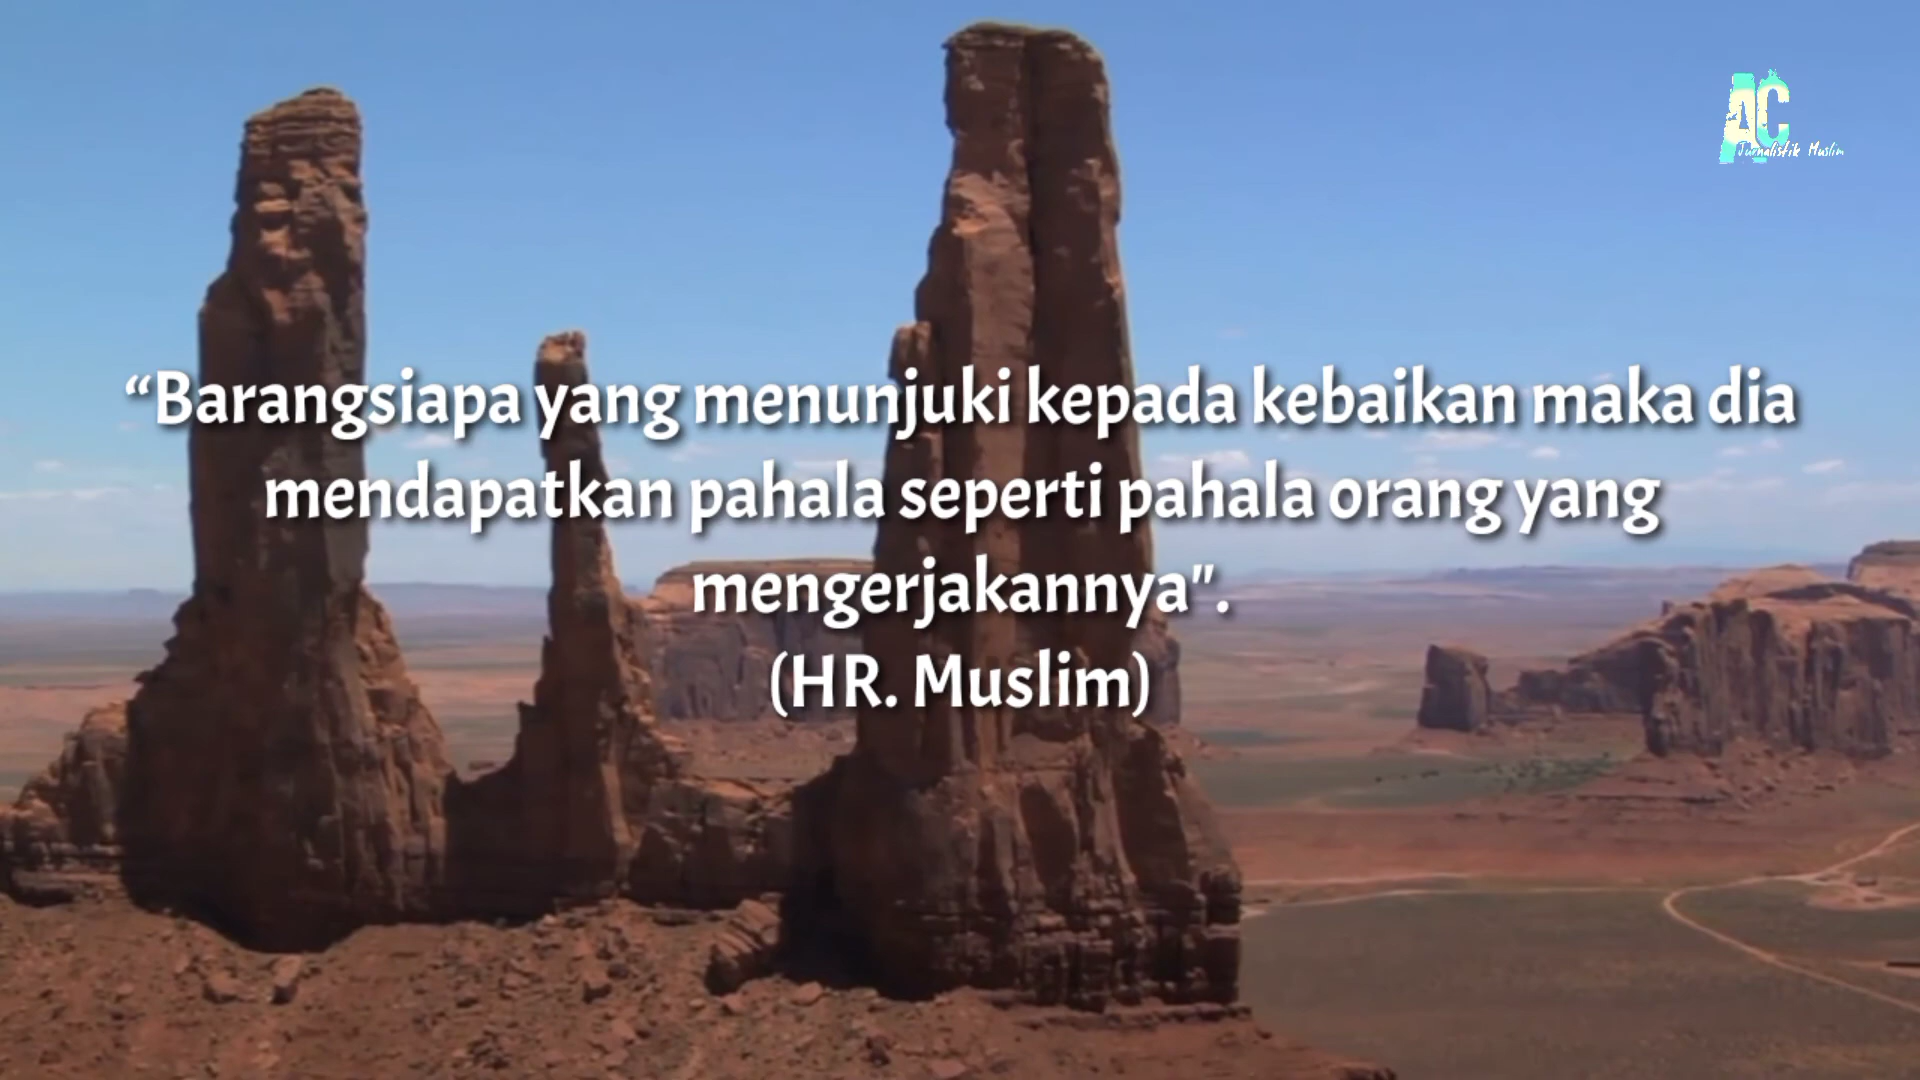 AC
Jurnalistik Muslim
“Barangsiapa yang menunjuki kepada kebaikan maka dia
mendapatkan pahala seperti pahala orang yang
mengerjakannya".
(HR. Muslim)